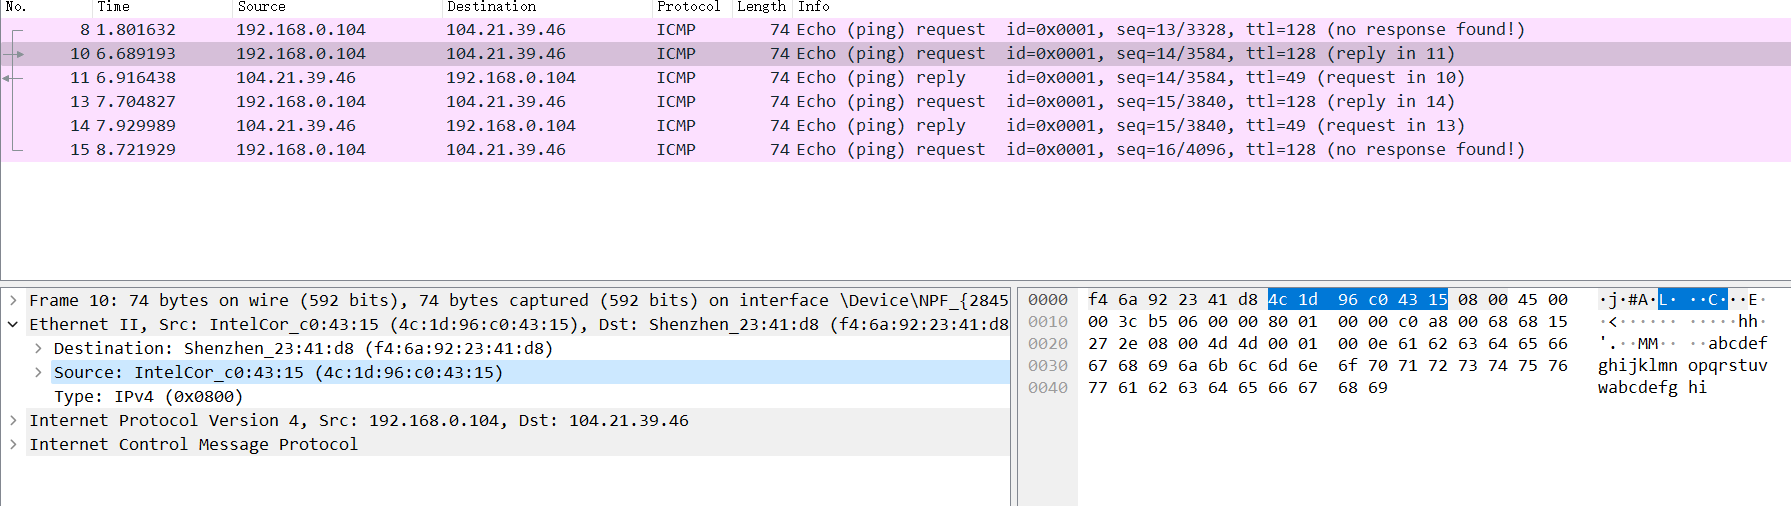 No. Time Source Destination Protocol Length Info
8 1.801632 192.168.0.104 104.21.39.46 ICMP 74 Echo (ping) request id=0x0001, seq=13/3328, ttl=128 (no response found!)
10 6.689193 192.168.0.104 104.21.39.46 ICMP 74 Echo (ping) request id=0x0001, seq=14/3584, ttl=128 (reply in 11)
11 6.916438 104.21.39.46 192.168.0.104 ICMP 74 Echo (ping) reply id=0x0001, seq=14/3584, ttl=49 (request in 10)
13 7.704827 192.168.0.104 104.21.39.46 ICMP 74 Echo (ping) request id=0x0001, seq=15/3840, ttl=128 (reply in 14)
14 7.929989 104.21.39.46 192.168.0.104 ICMP 74 Echo (ping) reply id=0x0001, seq=15/3840, ttl=49 (request in 13)
15 8.721929 192.168.0.104 104.21.39.46 ICMP 74 Echo (ping) request id=0x0001, seq=16/4096, ttl=128 (no response found!)
Frame 10: 74 bytes on wire (592 bits), 74 bytes captured (592 bits) on interface \Device\NPF_{2845
Ethernet II, Src: IntelCor_c0:43:15 (4c:1d:96:c0:43:15), Dst: Shenzhen_23:41:d8 (f4:6a:92:23:41:d8
Destination: Shenzhen_23:41:d8 (f4:6a:92:23:41:d8)
Source: IntelCor_c0:43:15 (4c:1d:96:c0:43:15)
Type: IPv4 (0x0800)
Internet Protocol Version 4, Src: 192.168.0.104, Dst: 104.21.39.46
Internet Control Message Protocol
0000 f4 6a 92 23 41 d8 4c 1d 96 c0 43 15 08 00 45 00 ·j·#A·L· ··C···E·
0010 00 3c b5 06 00 00 80 01 00 00 c0 a8 00 68 68 15 ·<······ ·····hh·
0020 27 2e 08 00 4d 4d 00 01 00 0e 61 62 63 64 65 66 '.··MM·· ··abcdef
0030 67 68 69 6a 6b 6c 6d 6e 6f 70 71 72 73 74 75 76 ghijklmn opqrstuv
0040 77 61 62 63 64 65 66 67 68 69 wabcdefg hi